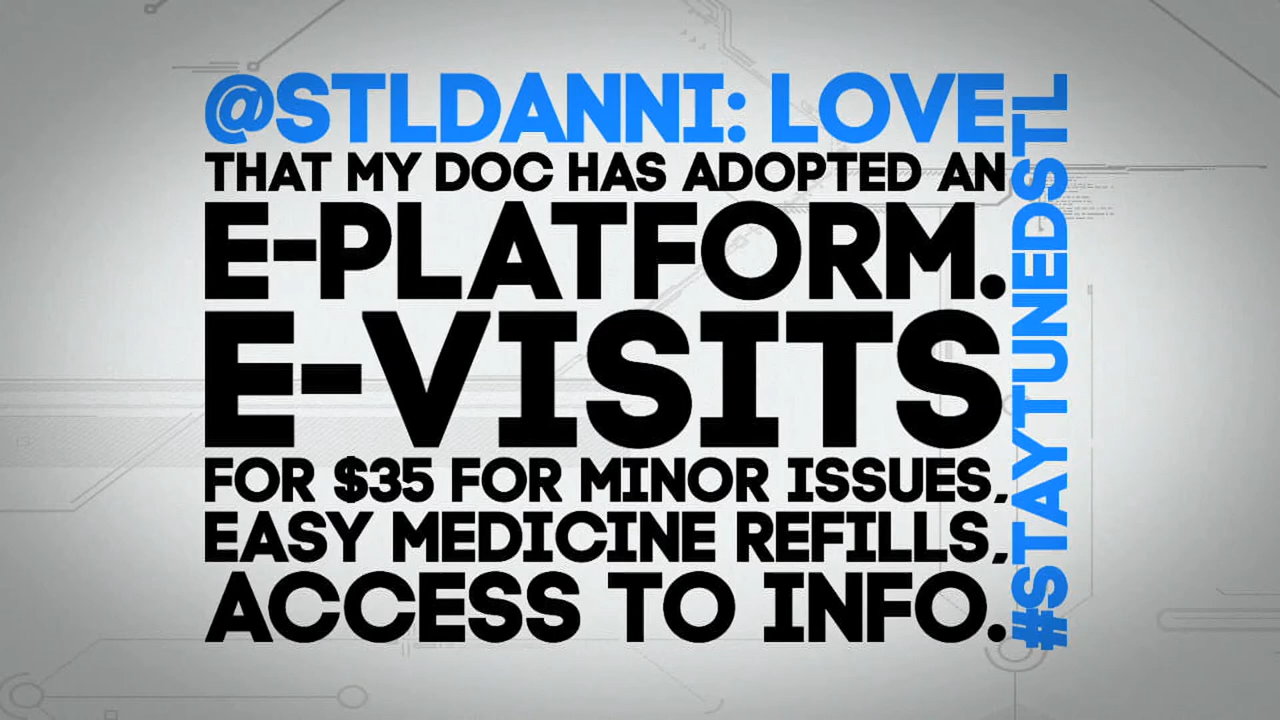 @STLDANNI: LOVE
THAT MY DOC HAS ADOPTED AN
E-PLATFORM.
E-VISITS
FOR $35 FOR MINOR ISSUES,
EASY MEDICINE REFILLS,
ACCESS TO INFO.
#STAYTUNEDSTL